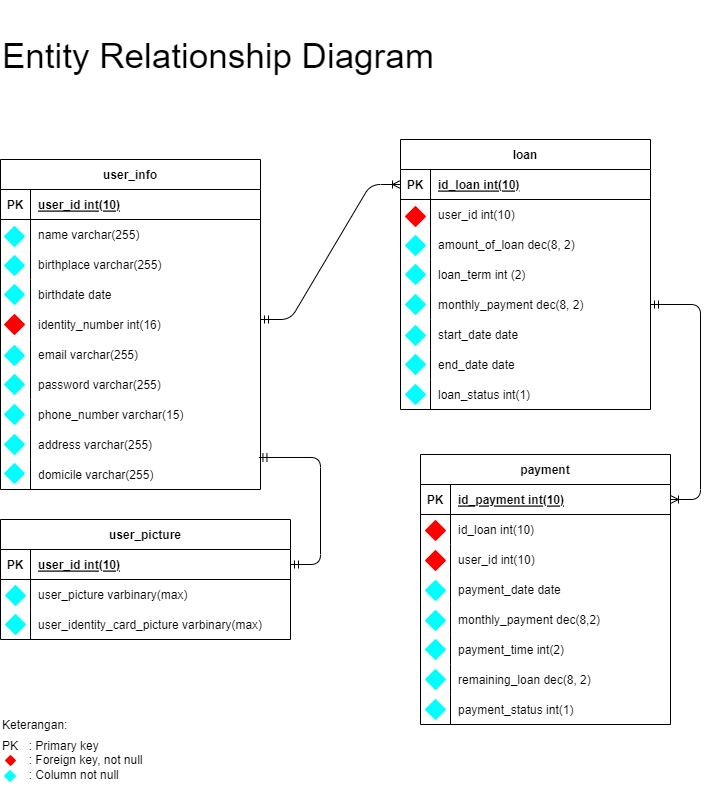 Entity Relationship Diagram
user_info
PK user_id int(10)
name varchar(255)
birthplace varchar(255)
birthdate date
identity_number int(16)
email varchar(255)
password varchar(255)
phone_number varchar(15)
address varchar(255)
domicile varchar(255)
user_picture
PK user_id int(10)
user_picture varbinary(max)
user_identity_card_picture varbinary(max)
loan
PK id_loan int(10)
user_id int(10)
amount_of_loan dec(8, 2)
loan_term int (2)
monthly_payment dec(8, 2)
start_date date
end_date date
loan_status int(1)
payment
PK id_payment int(10)
id_loan int(10)
user_id int(10)
payment_date date
monthly_payment dec(8,2)
payment_time int(2)
remaining_loan dec(8, 2)
payment_status int(1)
Keterangan:
PK : Primary key
: Foreign key, not null
: Column not null